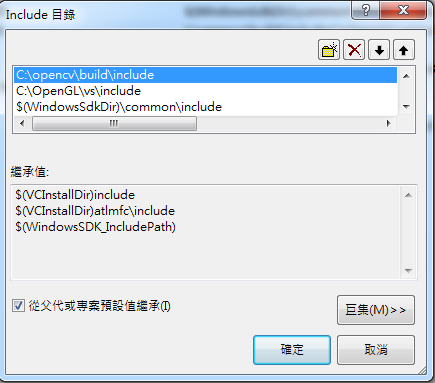 Include 目錄
C:\opencv\build\include
C:\OpenGL\vs\include
$(WindowsSdkDir)\common\include
繼承值:
$(VCInstallDir)include
$(VCInstallDir)atlmfc\include
$(WindowsSDK_IncludePath)
從父代或專案預設值繼承(I)
巨集(M)>>
確定
取消